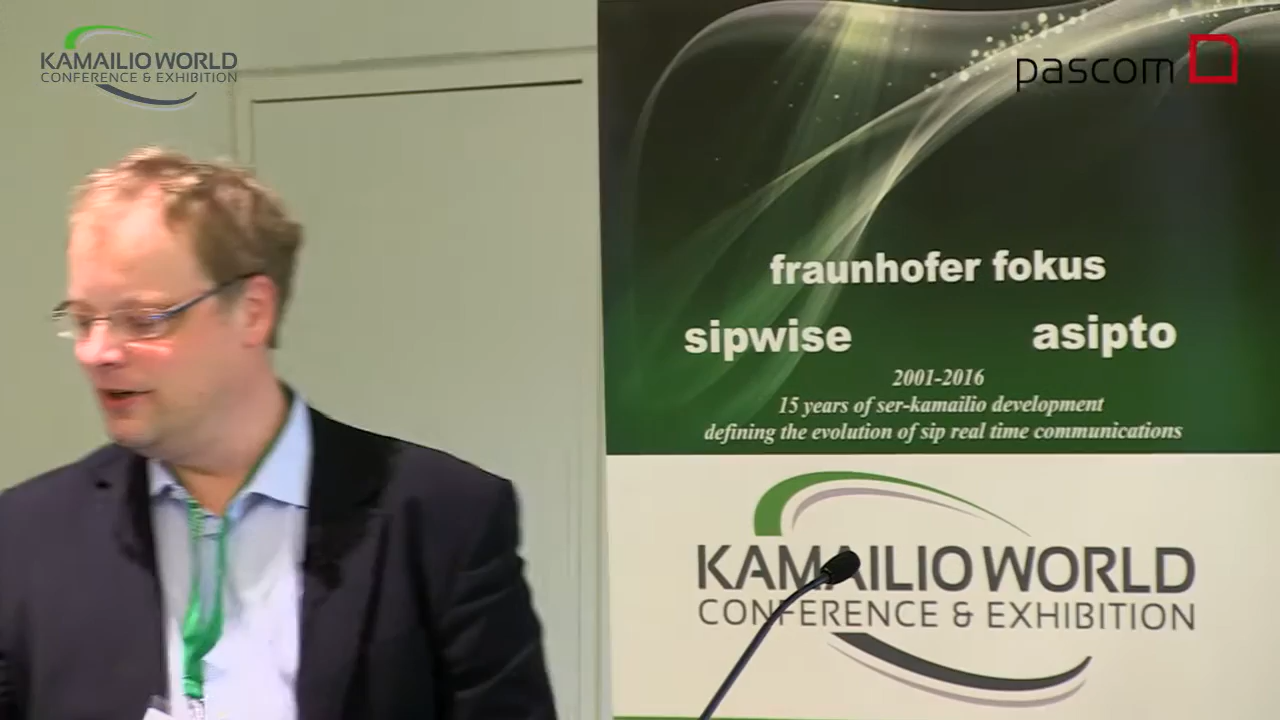 KAMAILIO WORLD
CONFERENCE & EXHIBITION
pascom
fraunhofer fokus
sipwise
asipto
2001-2016
15 years of ser-kamailio development
defining the evolution of sip real time communications
KAMAILIO WORLD
CONFERENCE & EXHIBITION